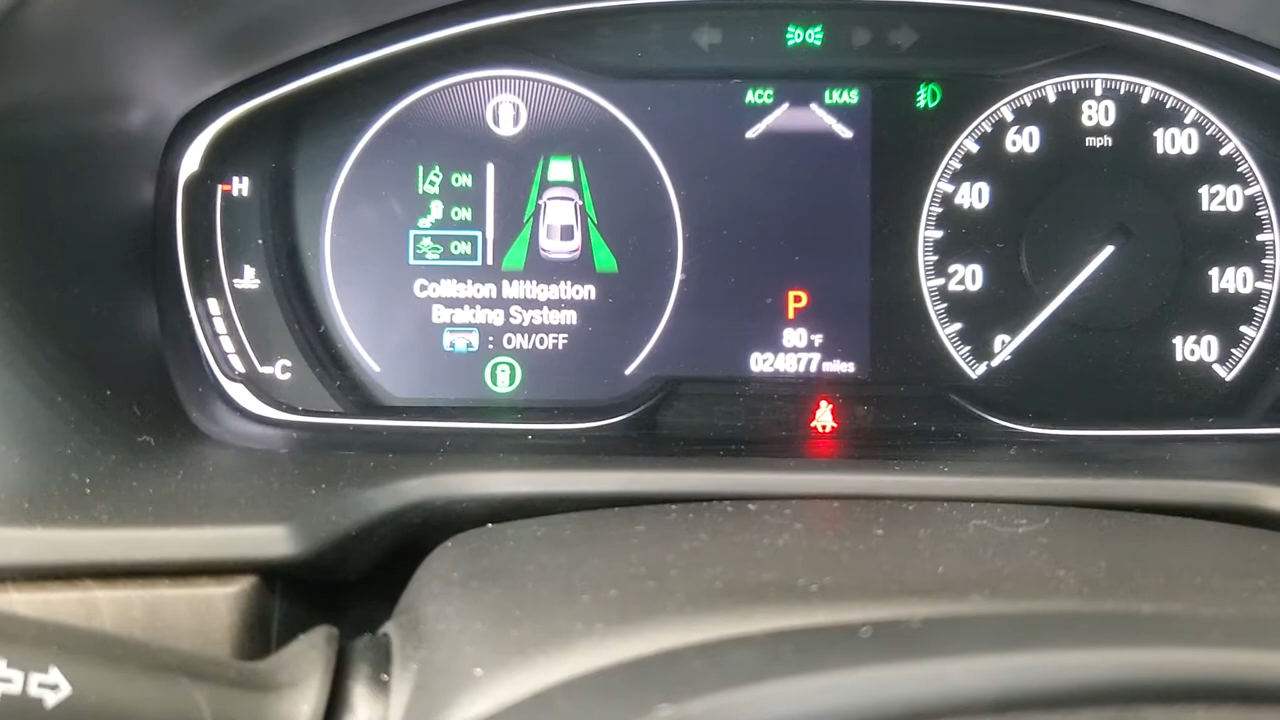 ACC
LKAS
H
C
ON
ON
ON
Collision Mitigation
Braking System
: ON/OFF
P
80 °F
024877 miles
0
20
40
60
80
100
120
140
160
mph